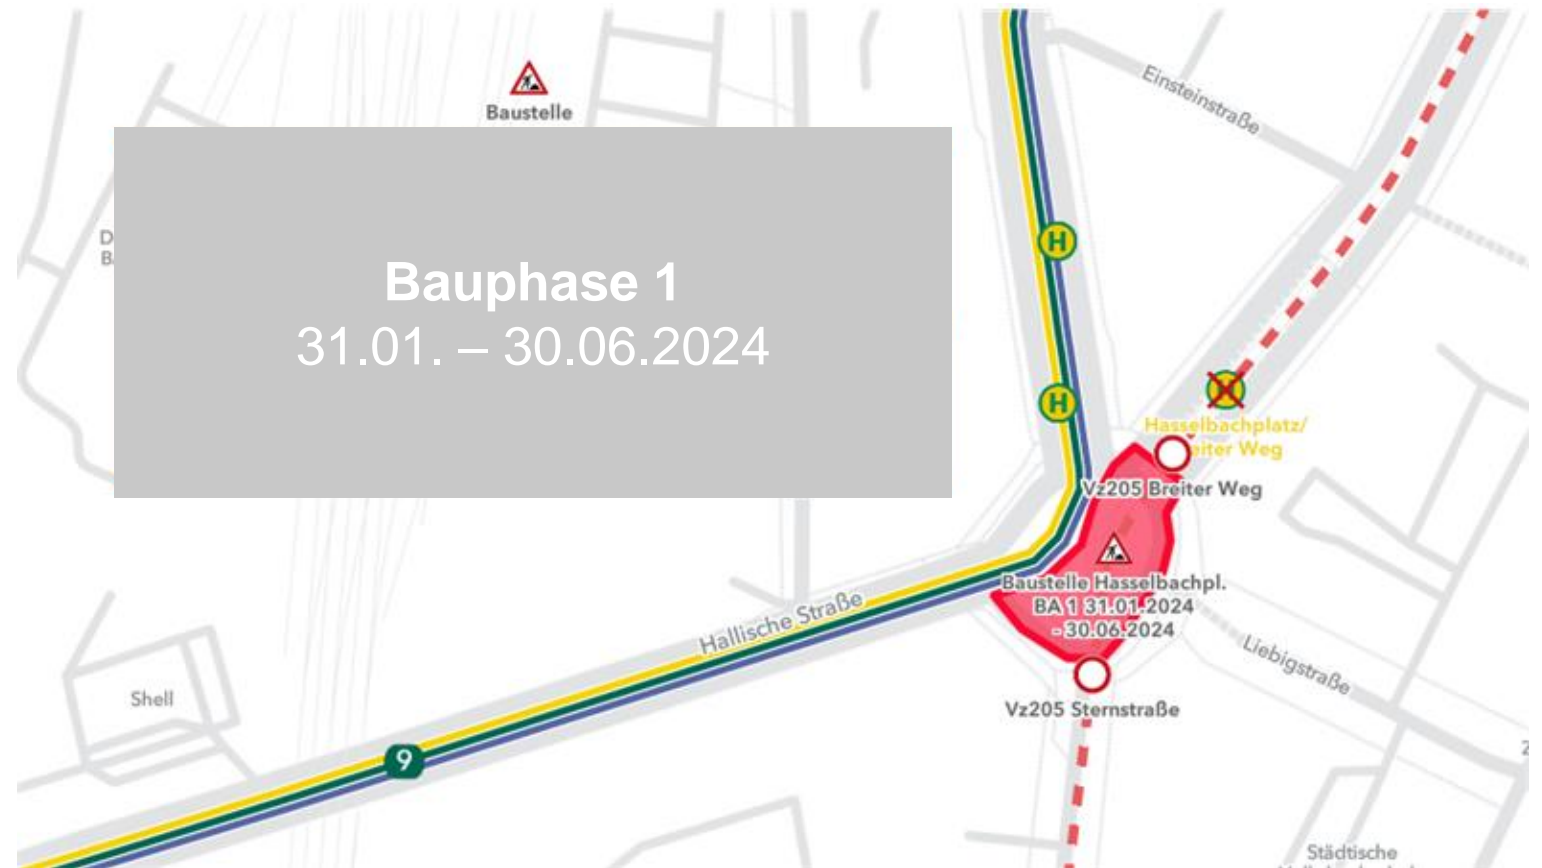 Baustelle
Einsteinstraße
D
B
Bauphase 1
31.01. – 30.06.2024
H
H
Hasselbachplatz/
eiter Weg
Vz205 Breiter Weg
Baustelle Hasselbachpl.
BA 1 31.01.2024
- 30.06.2024
Hallische Straße
Liebigstraße
Shell
Vz205 Sternstraße
9
2
Städtische